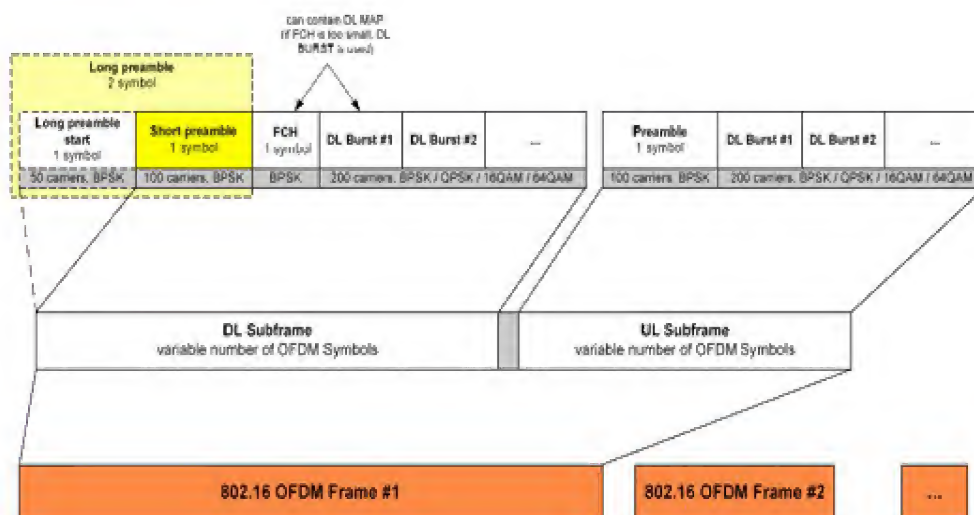 can contain DL MAP
(if FCH is too small, DL
BURST is used)
Long preamble
2 symbol
Long preamble
start
1 symbol
Short preamble
1 symbol
FCH
1 symbol
DL Burst #1
DL Burst #2
...
Preamble
1 symbol
DL Burst #1
DL Burst #2
...
50 carriers, BPSK
100 carriers, BPSK
BPSK
200 carriers, BPSK / QPSK / 16QAM / 64QAM
100 carriers, BPSK
200 carriers, BPSK / QPSK / 16QAM / 64QAM
DL Subframe
variable number of OFDM Symbols
UL Subframe
variable number of OFDM Symbols
802.16 OFDM Frame #1
802.16 OFDM Frame #2
...